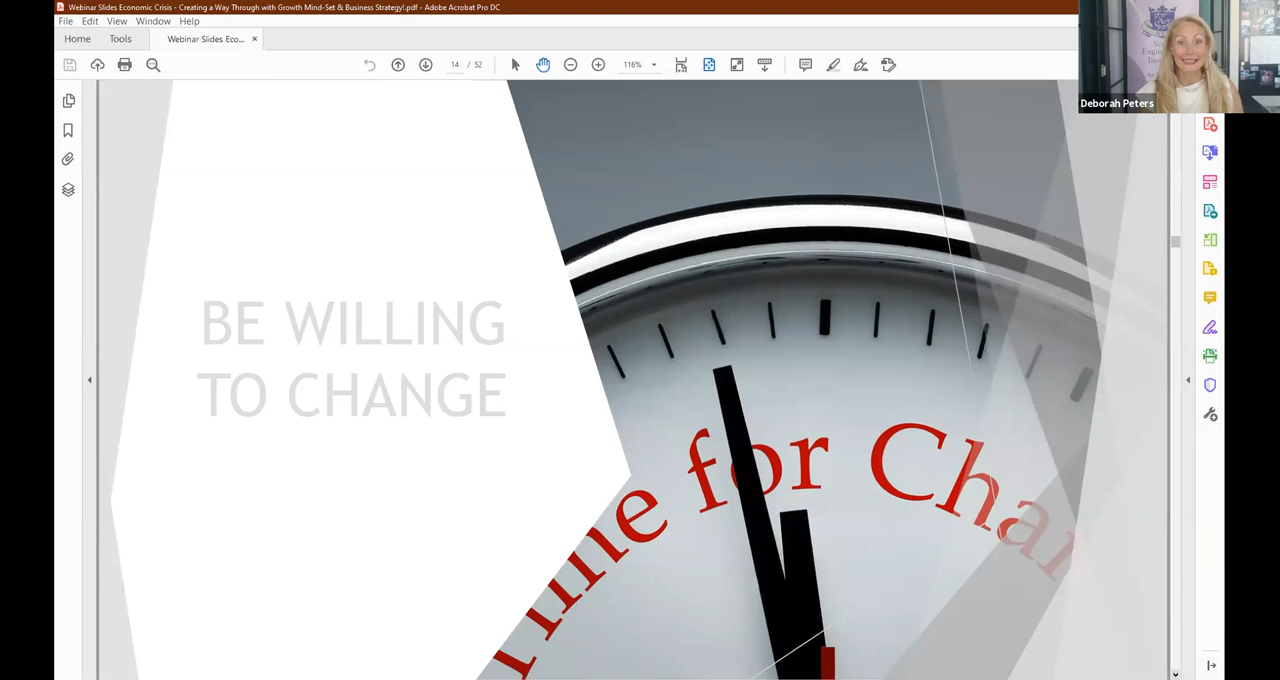 Webinar Slides Economic Crisis - Creating a Way Through with Growth Mind-Set & Business Strategy!.pdf - Adobe Acrobat Pro DC
File Edit View Window Help
Home Tools Webinar Slides Eco... ×
14 / 52 116%
Deborah Peters
BE WILLING
TO CHANGE
Time for Chan